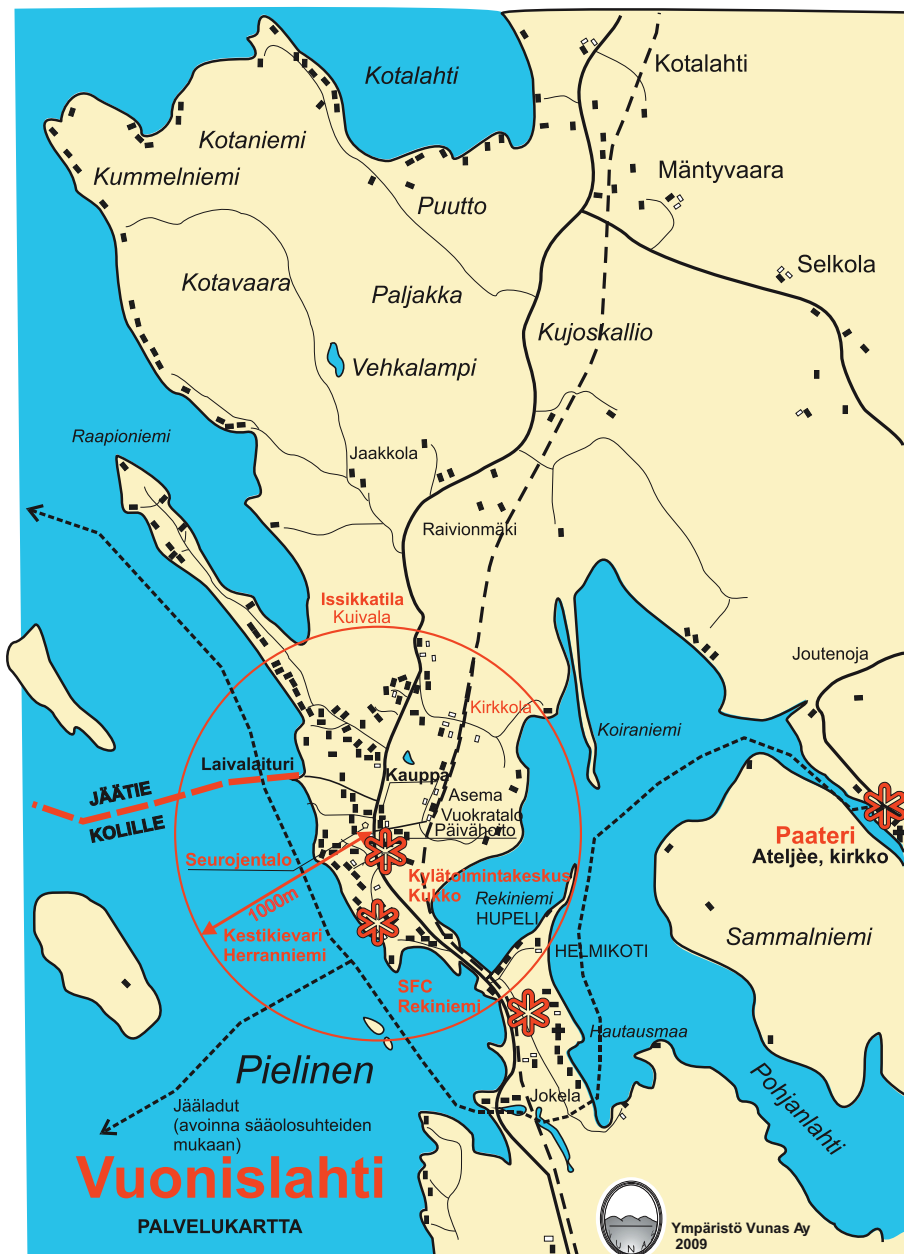 Kotalahti
Kotalahti
Kotaniemi
Kummelniemi
Mäntyvaara
Puutto
Selkola
Kotavaara
Paljakka
Kujoskallio
Vehkalampi
Raapioniemi
Jaakkola
Raivionmäki
Issikkatila
Kuivala
Joutenoja
Kirkkola
Koiraniemi
Laivalaituri
Kauppa
JÄÄTIE
KOLILLE
Asema
Vuokratalo
Päivähoito
Paateri
Ateljèe, kirkko
Seurojentalo
Kylätoimintakeskus
Kukko
Rekiniemi
HUPELI
1000m
Kestikievari
Herranniemi
Sammalniemi
HELMIKOTI
SFC
Rekiniemi
Hautausmaa
Pielinen
Pohjanlahti
Jokela
Jääladut
(avoinna sääolosuhteiden
mukaan)
Vuonislahti
PALVELUKARTTA
UNA
Ympäristö Vunas Ay
2009